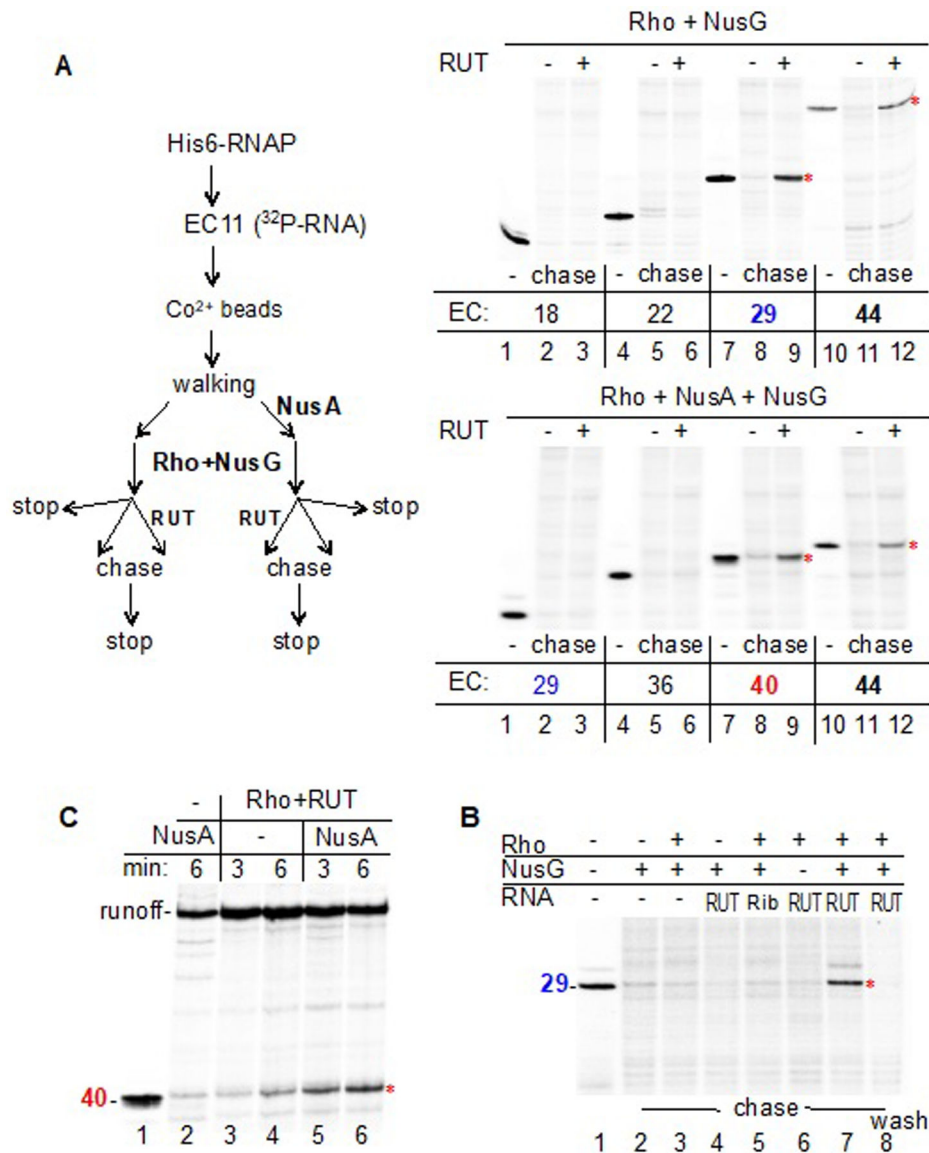 A
His6-RNAP
EC11 (32P-RNA)
Co2+ beads
walking
NusA
Rho+NusG
stop
stop
RUT
RUT
chase
chase
stop
stop
Rho + NusG
RUT - + - + - + - +
*
*
- chase - chase - chase - chase
EC: 18 22 29 44
1 2 3 4 5 6 7 8 9 10 11 12
Rho + NusA + NusG
RUT - + - + - + - +
* *
- chase - chase - chase - chase
EC: 29 36 40 44
1 2 3 4 5 6 7 8 9 10 11 12
C
- Rho+RUT
NusA - NusA
min: 6 3 6 3 6
runoff-
40- *
1 2 3 4 5 6
B
Rho - - + - + + + +
NusG - + + + + - + +
RNA - - - RUT Rib RUT RUT RUT
29- *
chase
wash
1 2 3 4 5 6 7 8